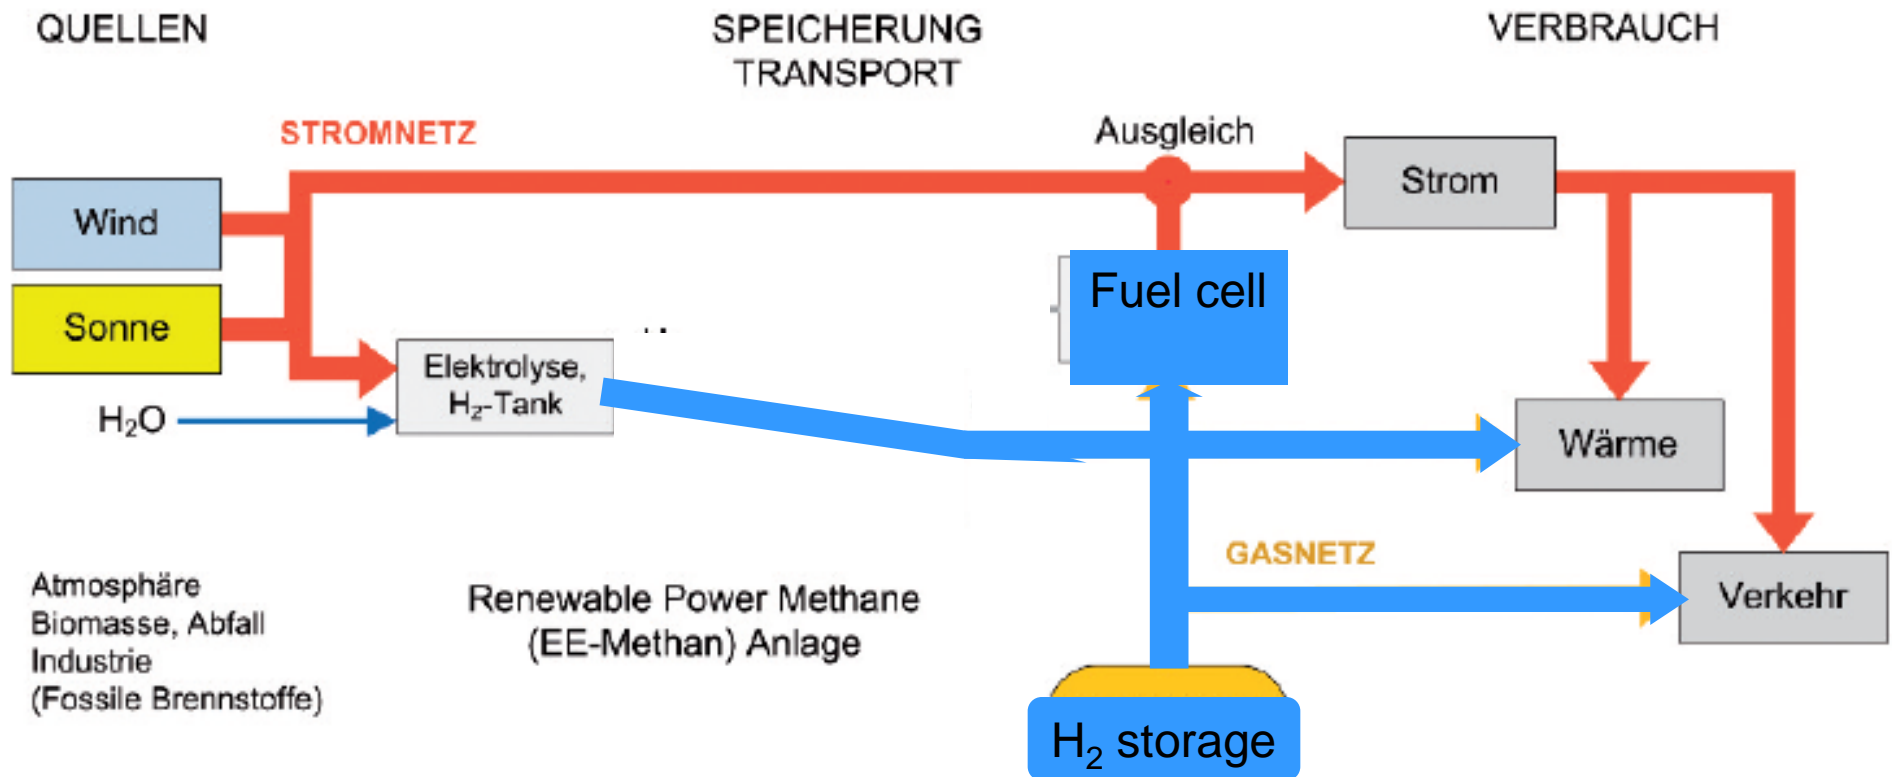 QUELLEN
SPEICHERUNG
TRANSPORT
VERBRAUCH
STROMNETZ
Ausgleich
Wind
Strom
Sonne
Fuel cell
Elektrolyse,
H₂-Tank
H₂O
Wärme
GASNETZ
Atmosphäre
Biomasse, Abfall
Industrie
(Fossile Brennstoffe)
Renewable Power Methane
(EE-Methan) Anlage
Verkehr
H₂ storage